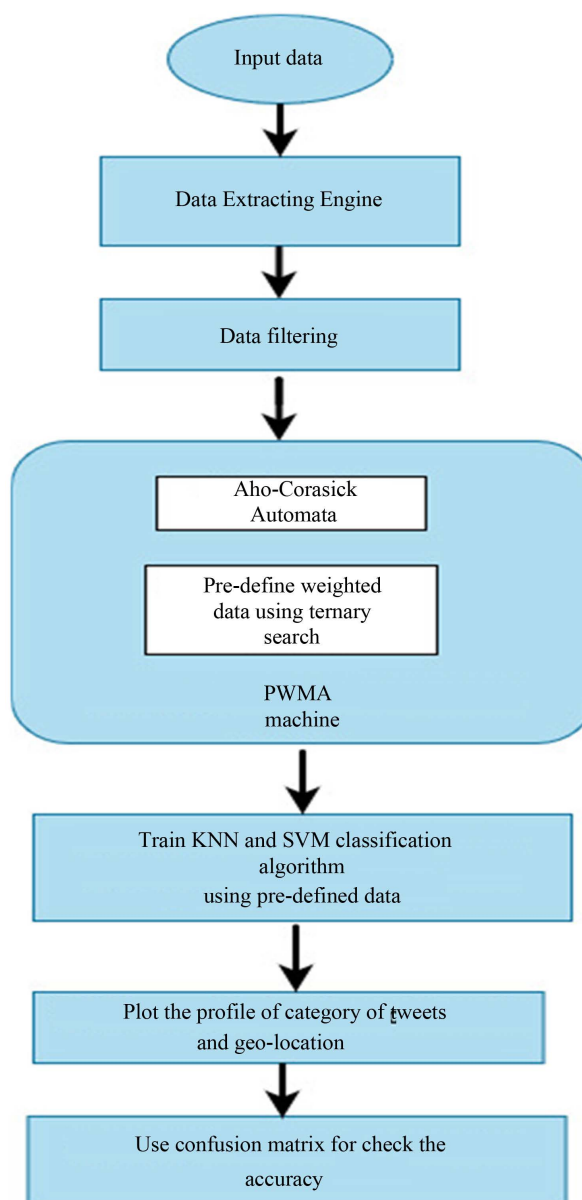 Input data
Data Extracting Engine
Data filtering
Aho-Corasick
Automata
Pre-define weighted
data using ternary
search
PWMA
machine
Train KNN and SVM classification
algorithm
using pre-defined data
Plot the profile of category of tweets
and geo-location
Use confusion matrix for check the
accuracy